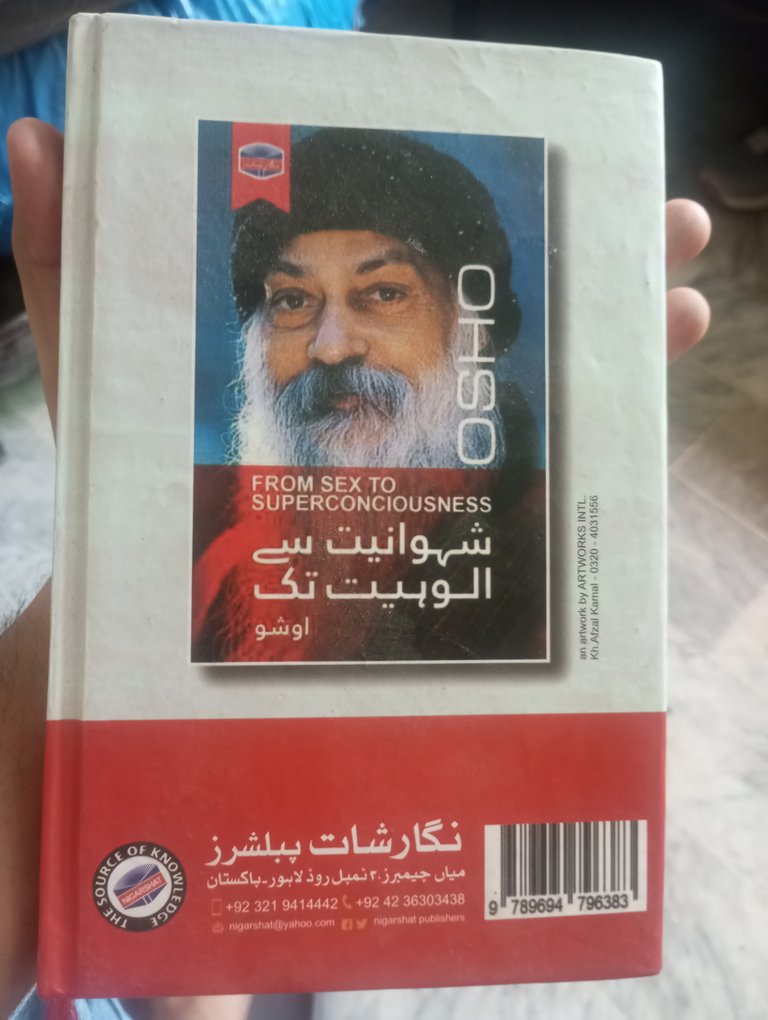 نگارشات
OSHO
FROM SEX TO
SUPERCONCIOUSNESS
شہوانیت سے
الوہیت تک
اوشو
an artwork by ARTWORKS INTL.
Kh.Afzal Kamal - 0320 - 4031556
THE SOURCE OF KNOWLEDGE
NIGARSHAT
نگارشات پبلشرز
میاں چیمبرز، ۳ ٹمپل روڈ لاہور۔پاکستان
+92 321 9414442 +92 42 36303438
nigarshat@yahoo.com nigarshat publishers
9 789694 796383